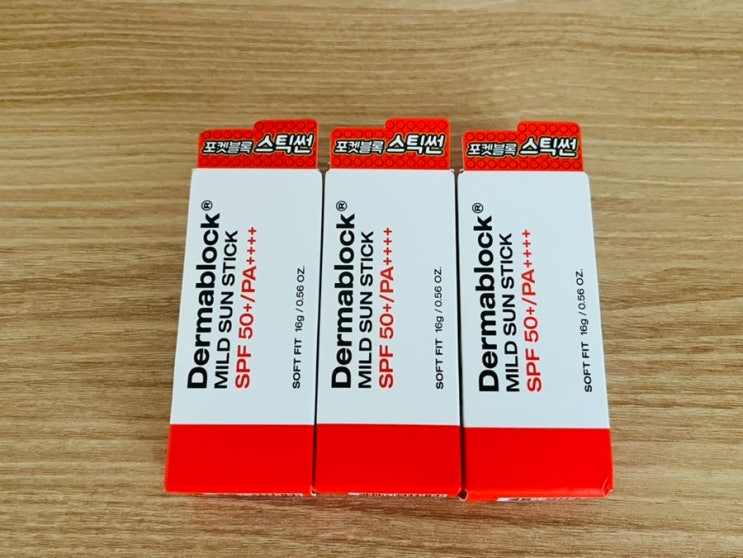 포켓블록 스틱썬
Dermablock®
MILD SUN STICK
SPF 50+/PA++++
SOFT FIT 16g / 0.56 OZ.
포켓블록 스틱썬
Dermablock®
MILD SUN STICK
SPF 50+/PA++++
SOFT FIT 16g / 0.56 OZ.
포켓블록 스틱썬
Dermablock®
MILD SUN STICK
SPF 50+/PA++++
SOFT FIT 16g / 0.56 OZ.